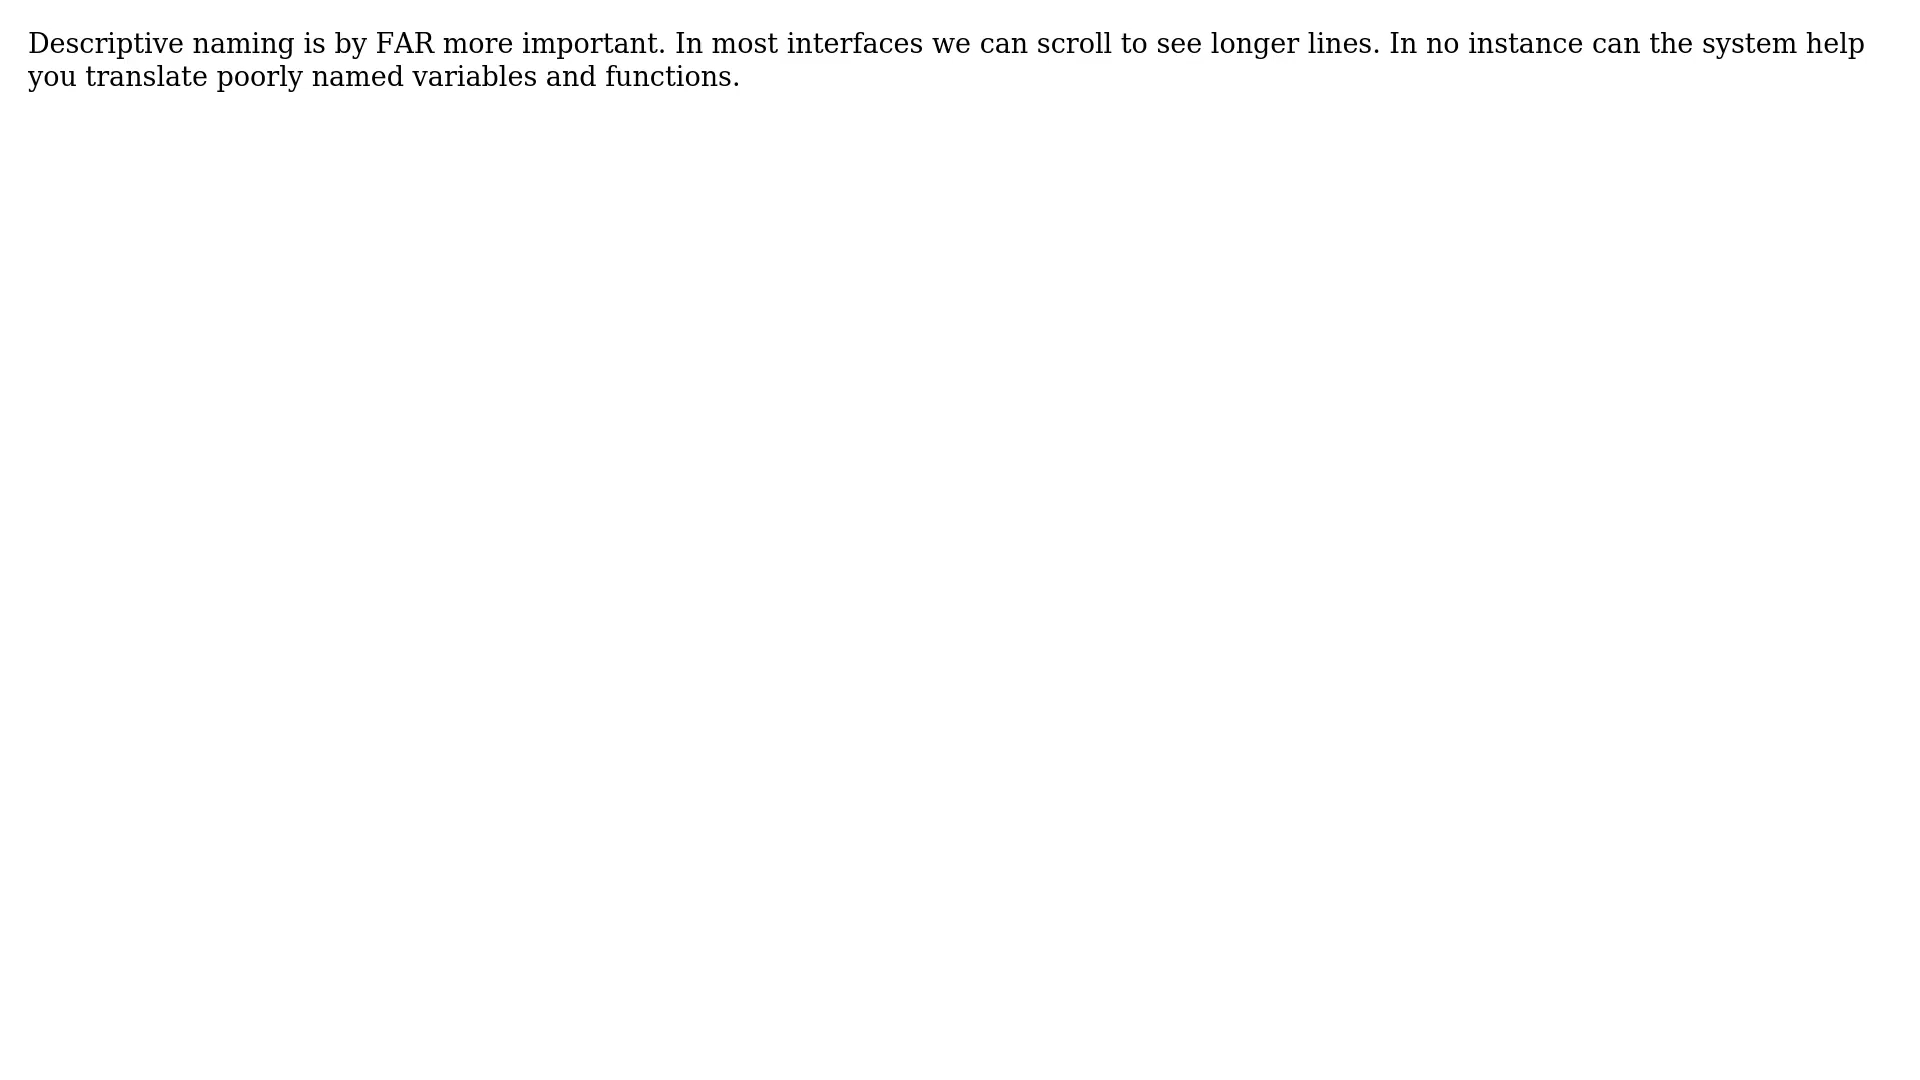 Descriptive naming is by FAR more important. In most interfaces we can scroll to see longer lines. In no instance can the system help
you translate poorly named variables and functions.